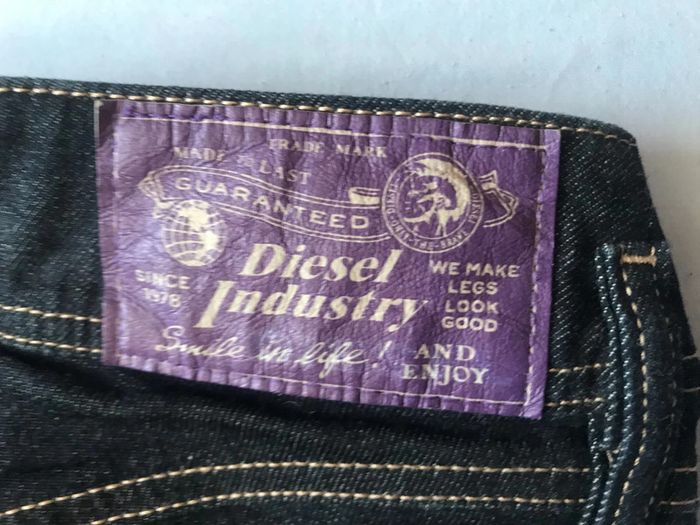 TRADE MARK
MADE LAST
GUARANTEED
SINCE
1978
Diesel
Industry
WE MAKE
LEGS
LOOK
GOOD
Smile in life!
AND
ENJOY